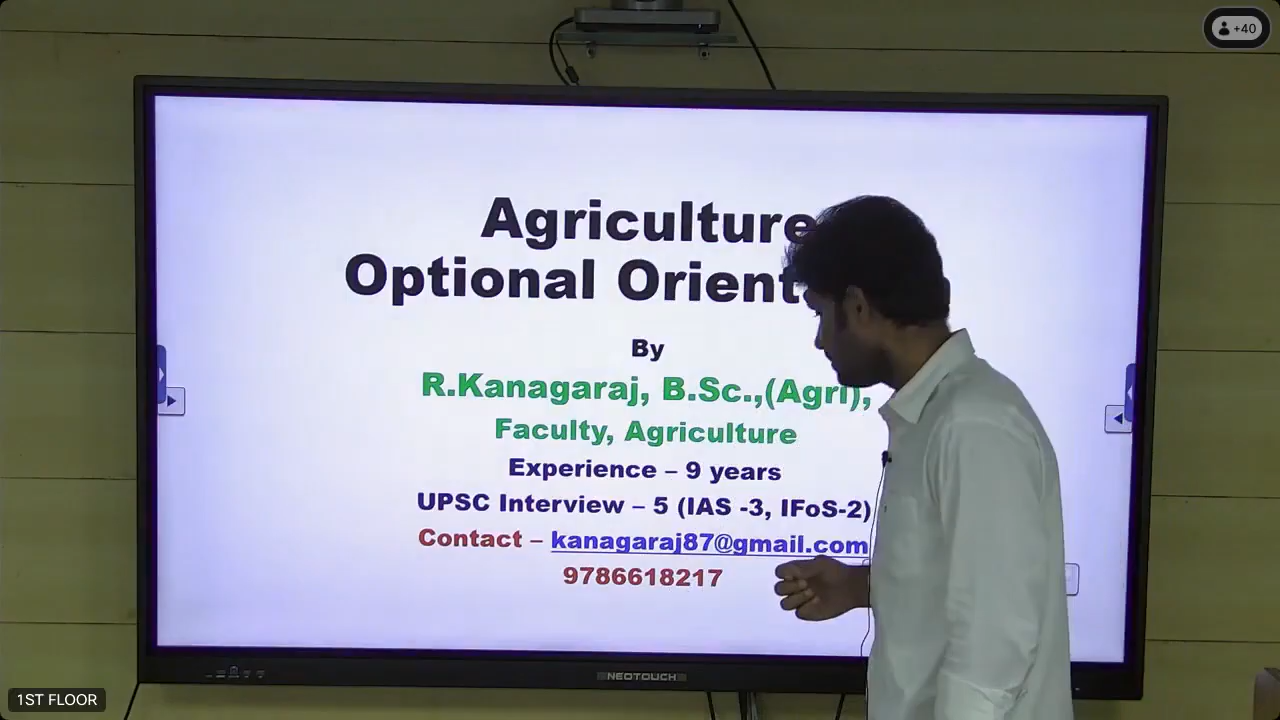 +40
Agriculture
Optional Orient
By
R.Kanagaraj, B.Sc.,(Agri),
Faculty, Agriculture
Experience – 9 years
UPSC Interview – 5 (IAS -3, IFoS-2)
Contact – kanagaraj87@gmail.com
9786618217
NEOTOUCH
1ST FLOOR